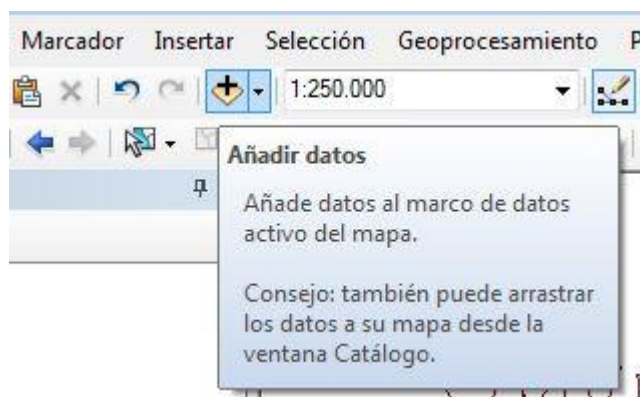 Marcador Insertar Selección Geoprocesamiento
1:250.000
Añadir datos
Añade datos al marco de datos
activo del mapa.
Consejo: también puede arrastrar
los datos a su mapa desde la
ventana Catálogo.